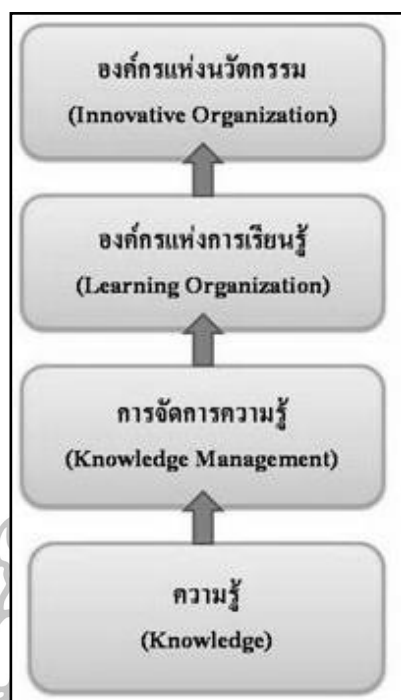 องค์กรแห่งนวัตกรรม
(Innovative Organization)
องค์กรแห่งการเรียนรู้
(Learning Organization)
การจัดการความรู้
(Knowledge Management)
ความรู้
(Knowledge)